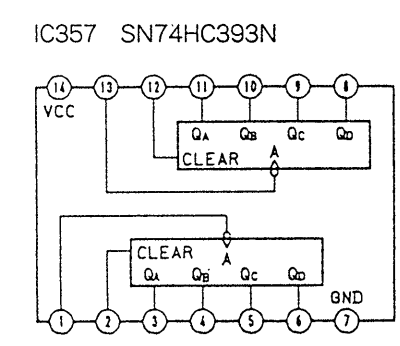 IC357 SN74HC393N
14 13 12 11 10 9 8
VCC
QA QB QC QD
CLEAR A
CLEAR A
QA QB QC QD
GND
1 2 3 4 5 6 7